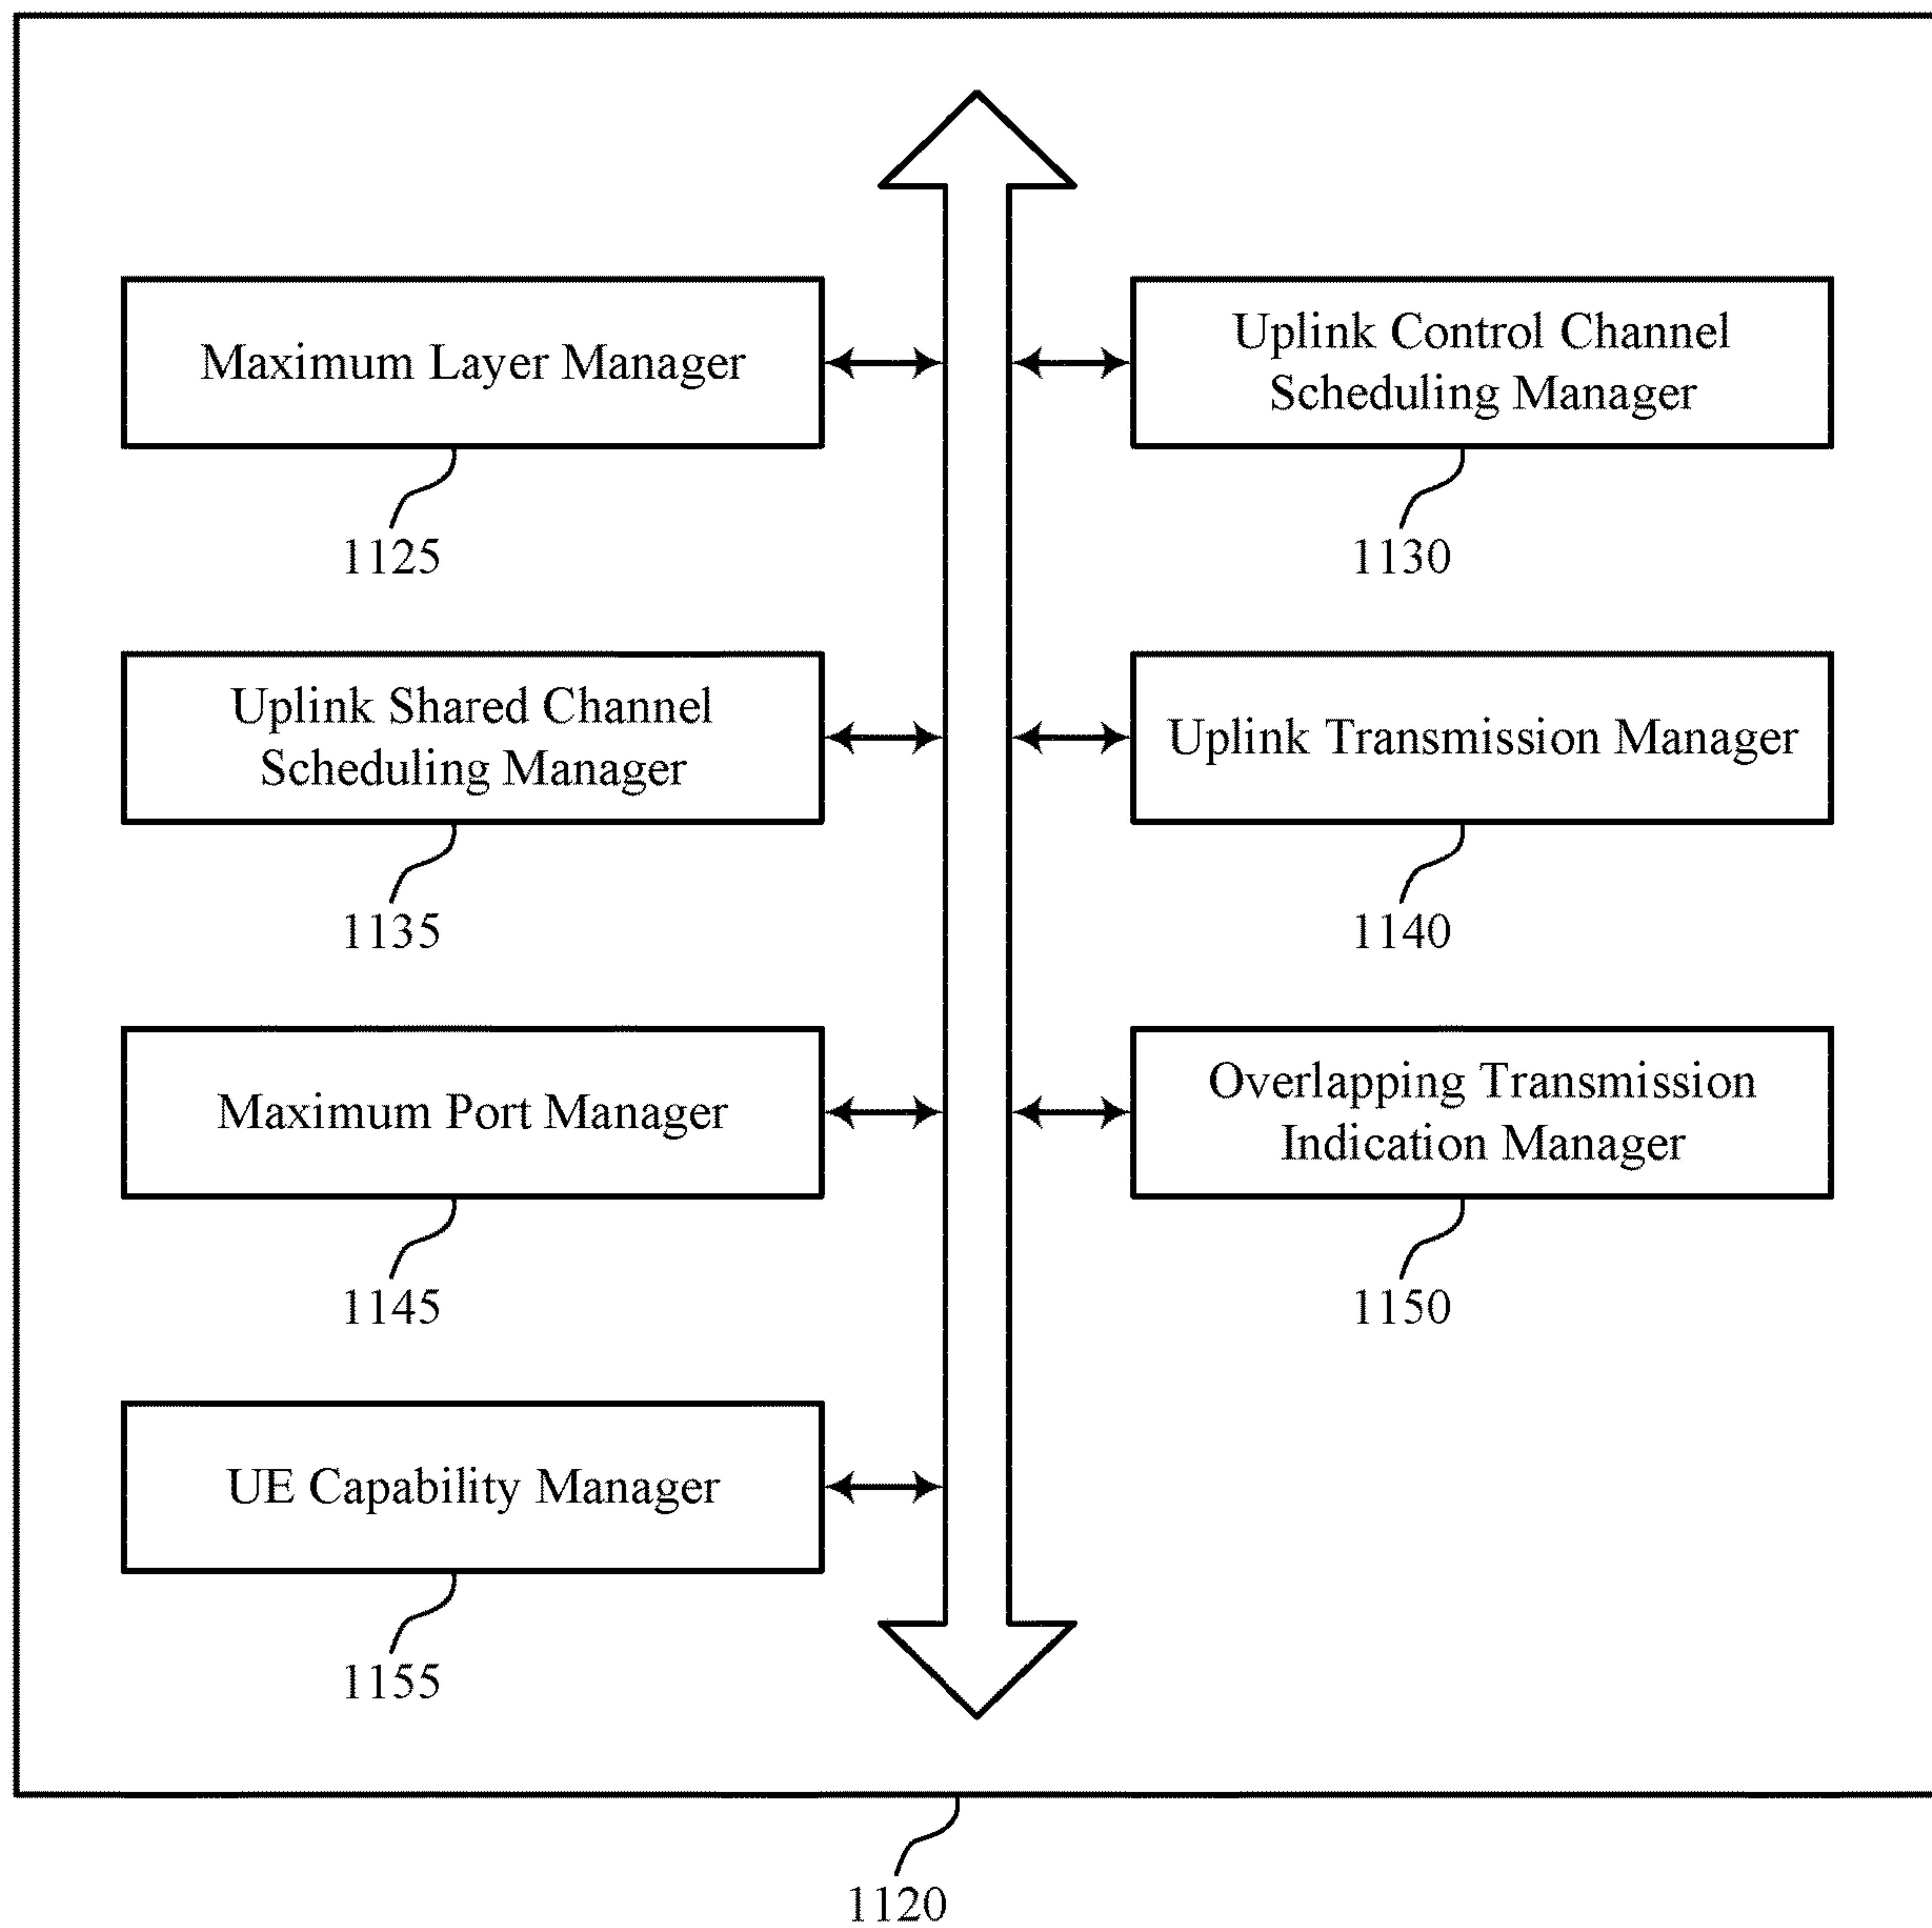 Maximum Layer Manager
1125
Uplink Control Channel
Scheduling Manager
1130
Uplink Shared Channel
Scheduling Manager
1135
Uplink Transmission Manager
1140
Maximum Port Manager
1145
Overlapping Transmission
Indication Manager
1150
UE Capability Manager
1155
1120